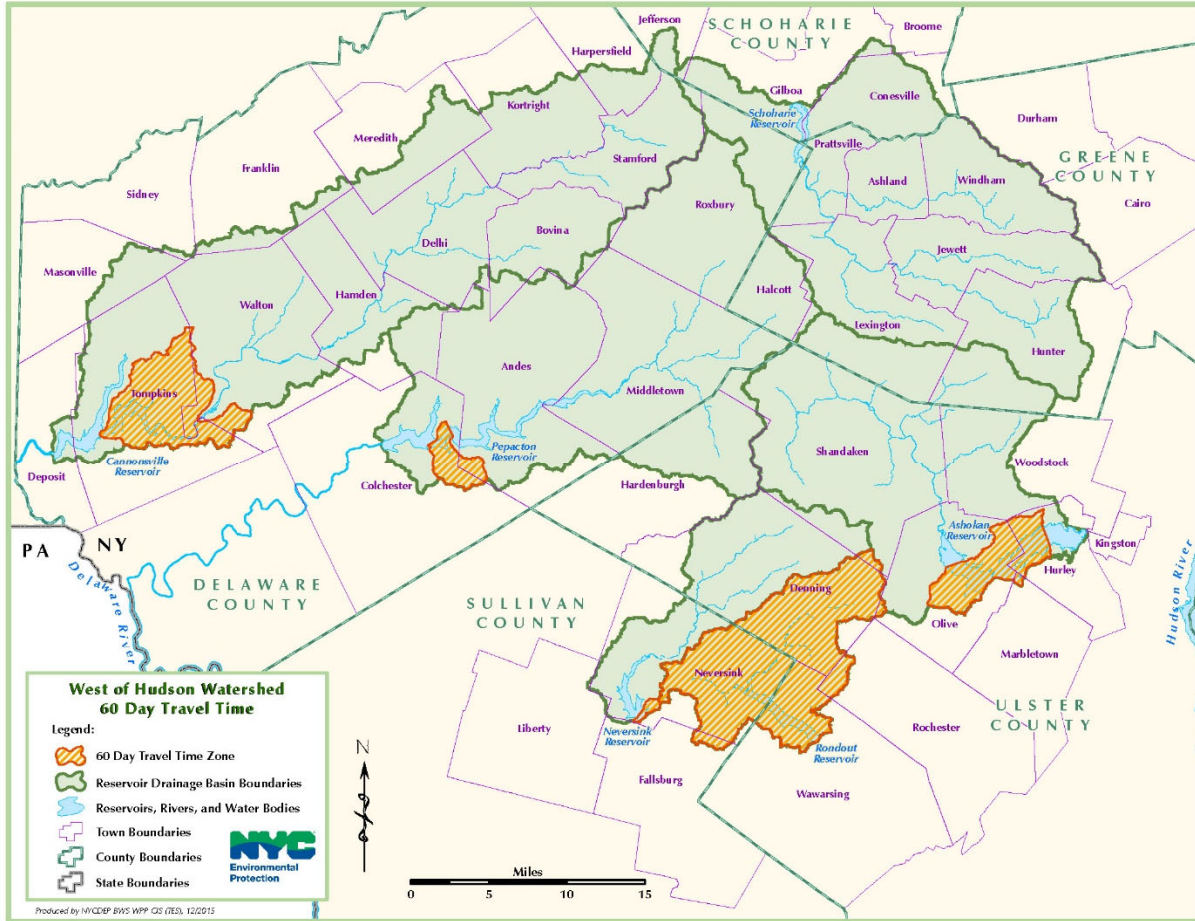 SCHOHARIE
COUNTY
Jefferson
Broome
Harpersfield
Gilboa
Conesville
Kortright
Schoharie
Reservoir
Durham
Meredith
Prattsville
Franklin
Stamford
Ashland
Windham
GREENE
COUNTY
Sidney
Cairo
Roxbury
Bovina
Delhi
Jewett
Masonville
Walton
Hamden
Halcott
Lexington
Hunter
Andes
Middletown
Tompkins
Pepacton
Reservoir
Shandaken
Woodstock
Cannonsville
Reservoir
Deposit
Colchester
Hardenburgh
Ashokan
Reservoir
Kingston
PA
NY
Hurley
Delaware River
DELAWARE
COUNTY
Denning
Hudson River
SULLIVAN
COUNTY
Olive
Marbletown
Neversink
ULSTER
COUNTY
Liberty
Neversink
Reservoir
Rondout
Reservoir
Rochester
Fallsburg
Wawarsing
West of Hudson Watershed
60 Day Travel Time
Legend:
60 Day Travel Time Zone
Reservoir Drainage Basin Boundaries
Reservoirs, Rivers, and Water Bodies
Town Boundaries
County Boundaries
State Boundaries
NYC
Environmental
Protection
N
Miles
0 5 10 15
Produced by NYCDEP BWS WPP GIS (TES), 12/2015